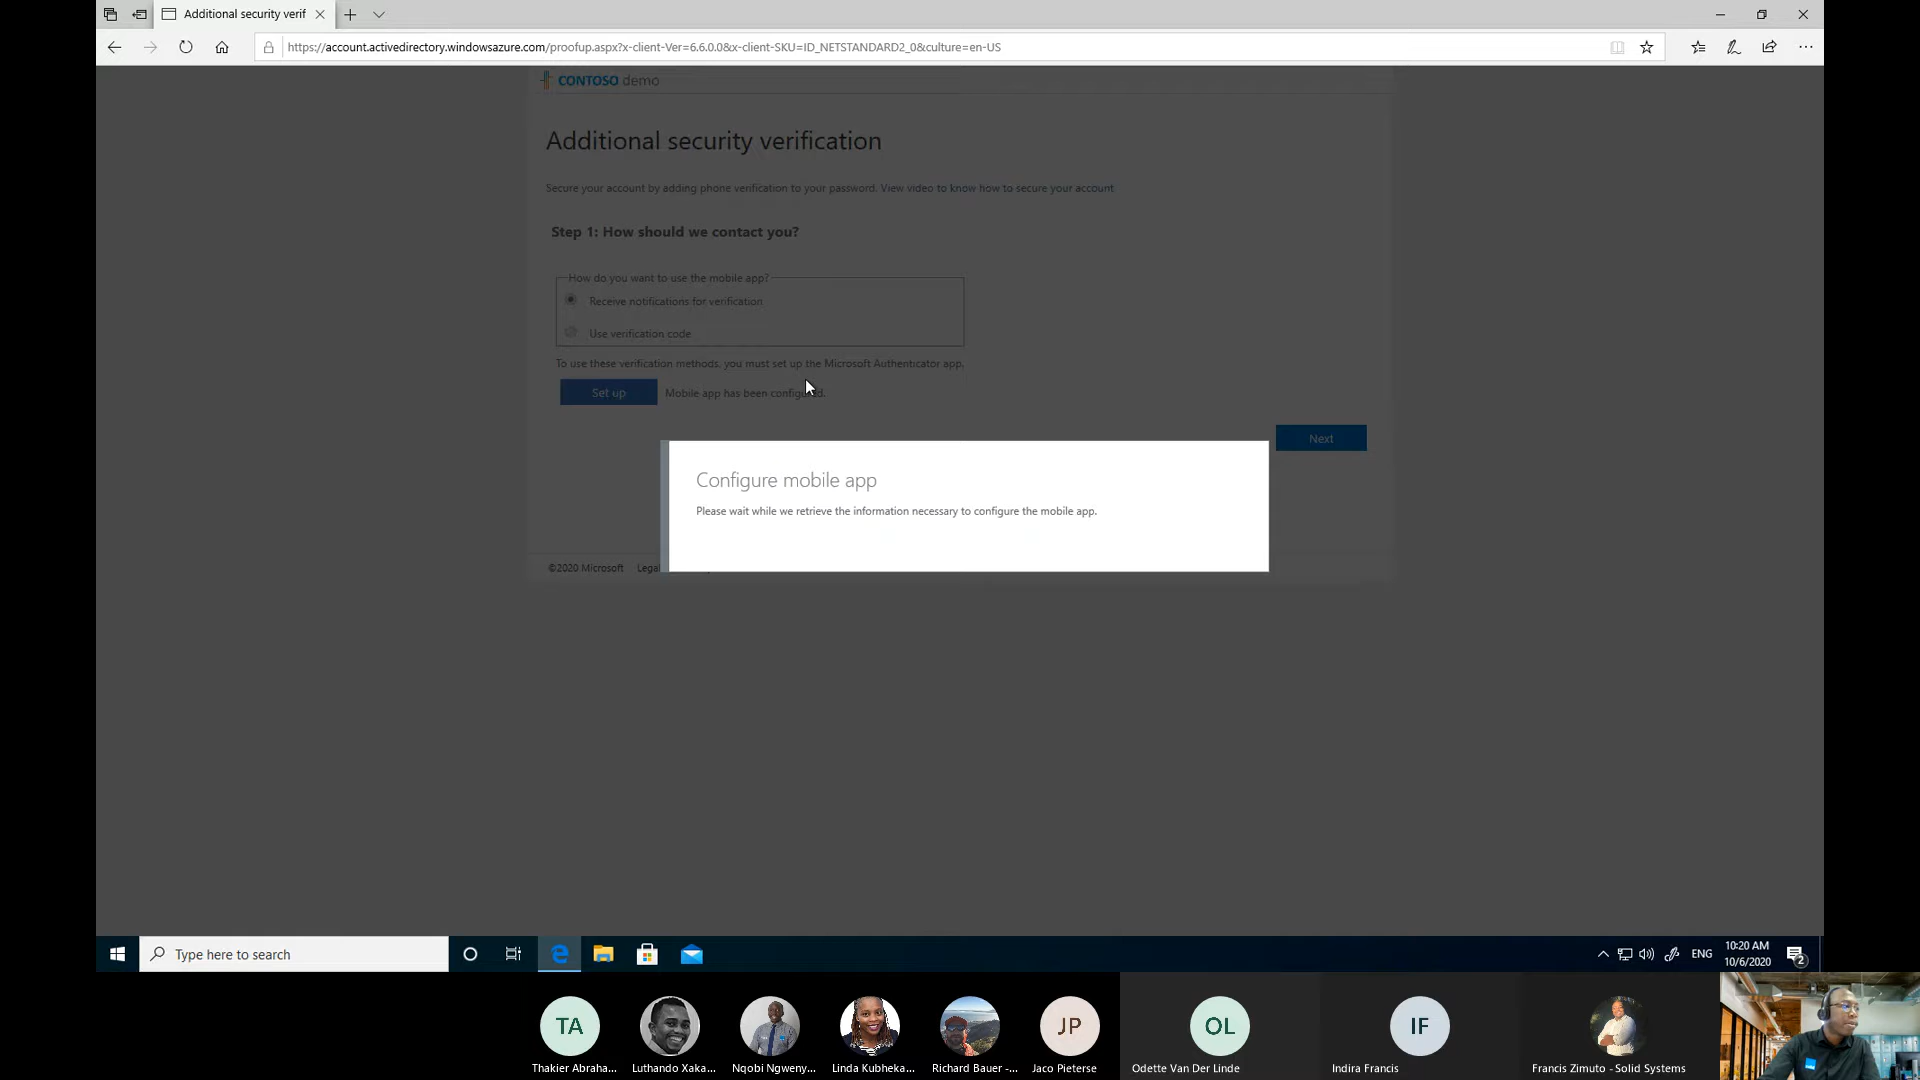 Additional security verif
https://account.activedirectory.windowsazure.com/proofup.aspx?x-client-Ver=6.6.0.0&x-client-SKU=ID_NETSTANDARD2_0&culture=en-US
CONTOSO demo
Additional security verification
Secure your account by adding phone verification to your password. View video to know how to secure your account
Step 1: How should we contact you?
How do you want to use the mobile app?
Receive notifications for verification
Use verification code
To use these verification methods, you must set up the Microsoft Authenticator app.
Set up
Mobile app has been configured.
Next
Configure mobile app
Please wait while we retrieve the information necessary to configure the mobile app.
©2020 Microsoft Legal
Type here to search
ENG
10:20 AM
10/6/2020
2
TA
JP
OL
IF
Thakier Abraha...
Luthando Xaka...
Nqobi Ngweny...
Linda Kubheka...
Richard Bauer -...
Jaco Pieterse
Odette Van Der Linde
Indira Francis
Francis Zimuto - Solid Systems